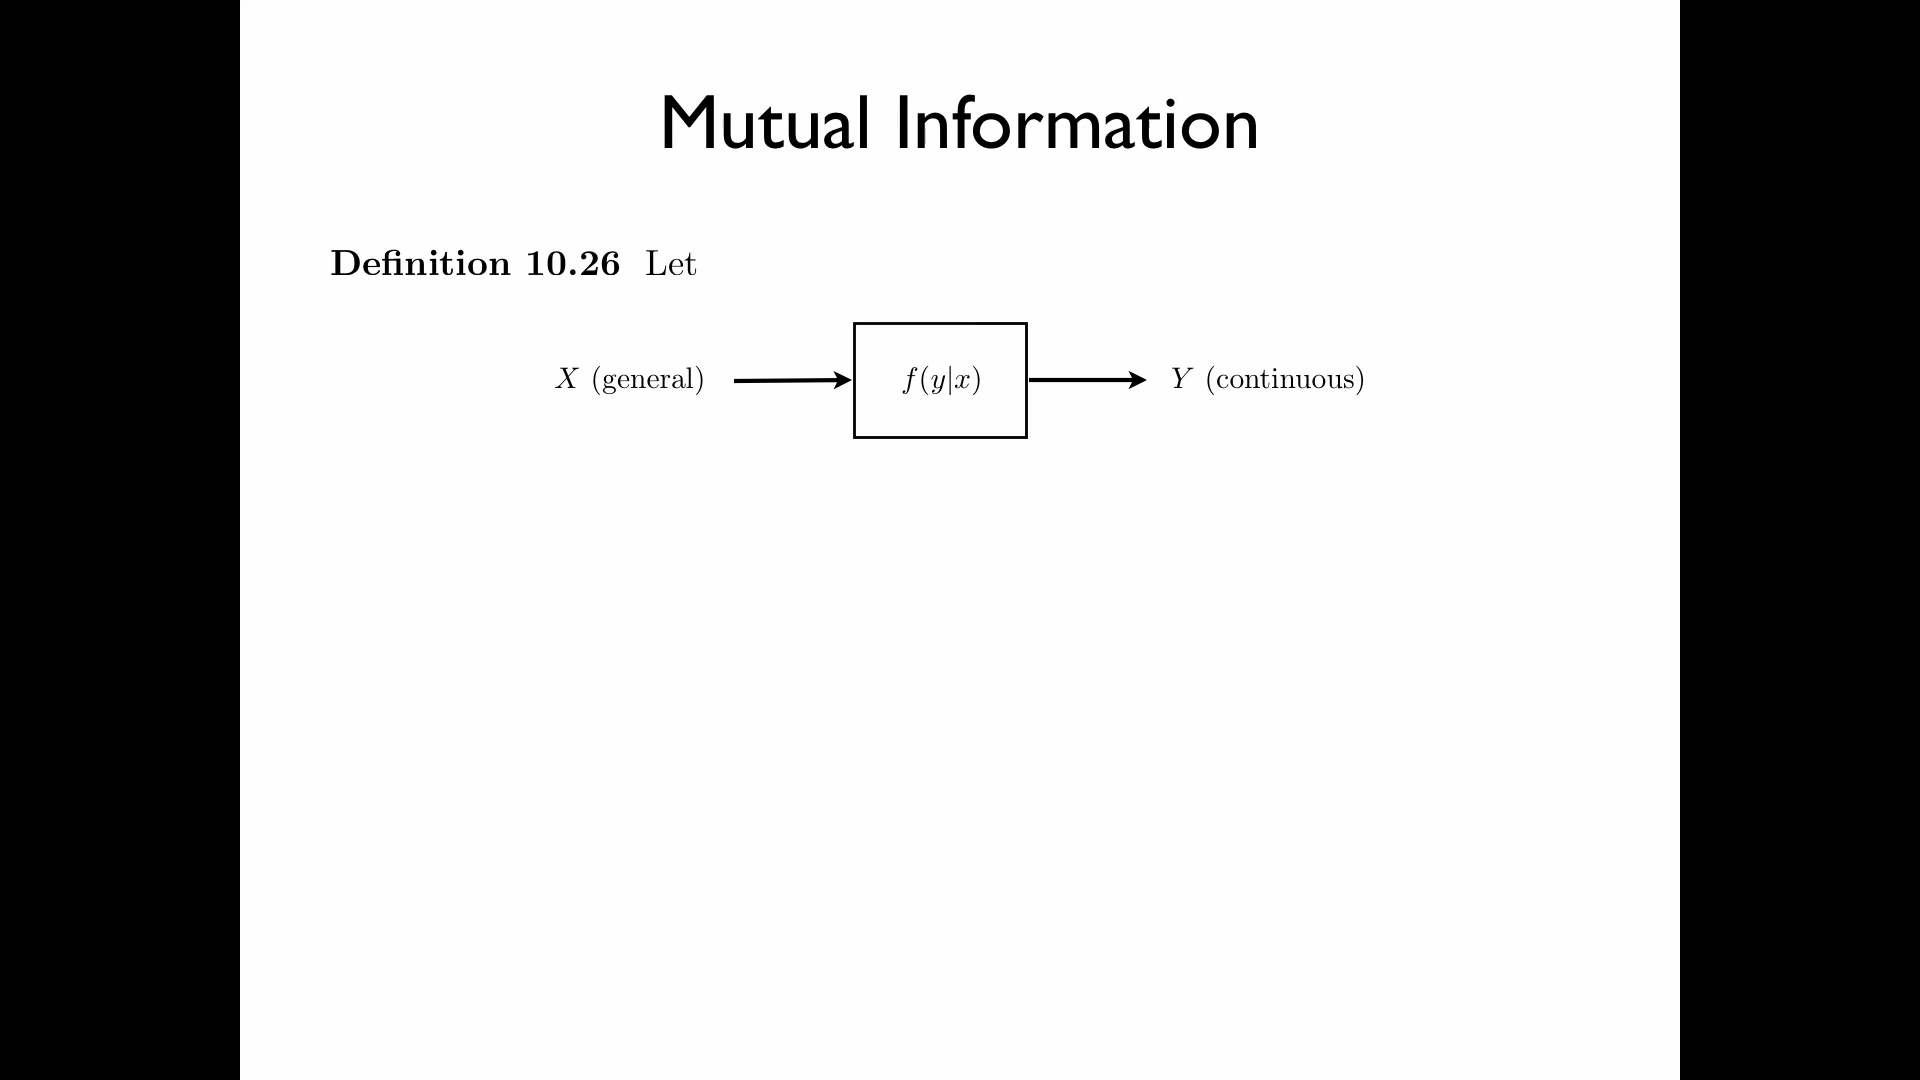 Mutual Information
Definition 10.26 Let
X (general) f(y|x) Y (continuous)